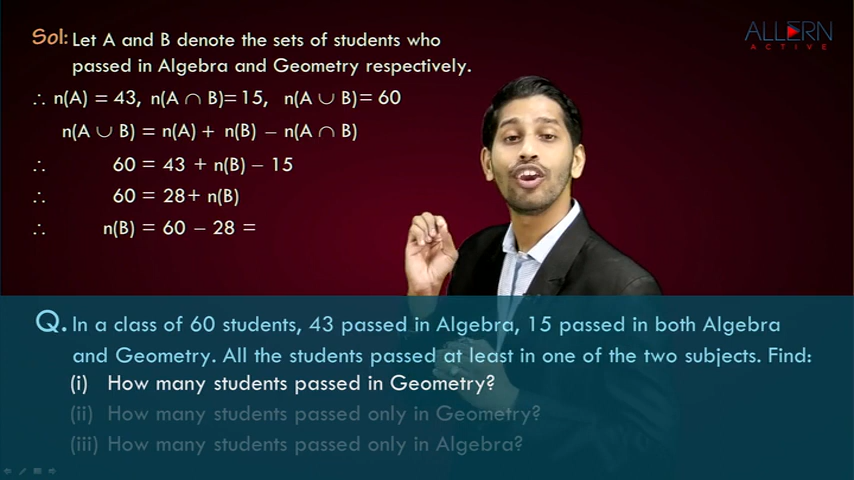 Sol: Let A and B denote the sets of students who
passed in Algebra and Geometry respectively.
∴ n(A) = 43, n(A ∩ B)= 15, n(A ∪ B)= 60
n(A ∪ B) = n(A) + n(B) – n(A ∩ B)
∴ 60 = 43 + n(B) – 15
∴ 60 = 28+ n(B)
∴ n(B) = 60 – 28 =
ALLERN
ACTIVE
Q. In a class of 60 students, 43 passed in Algebra, 15 passed in both Algebra
and Geometry. All the students passed at least in one of the two subjects. Find:
(i) How many students passed in Geometry?
(ii) How many students passed only in Geometry?
(iii) How many students passed only in Algebra?